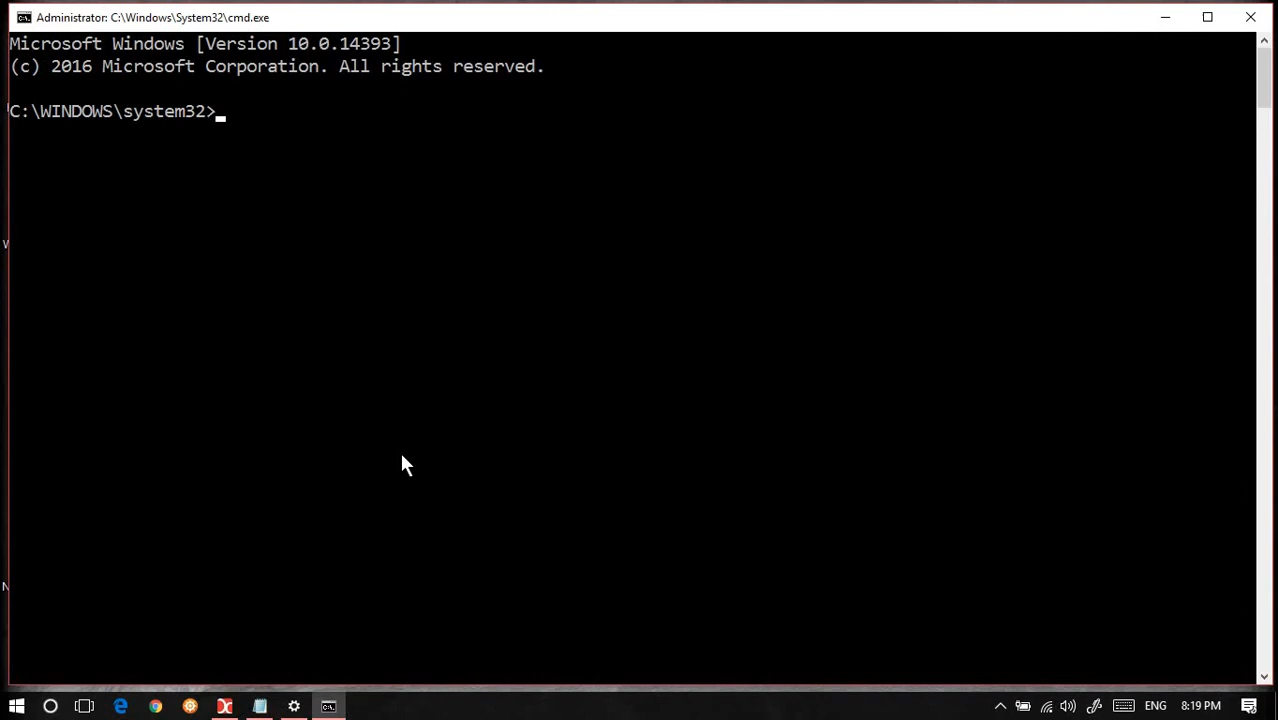 Administrator: C:\Windows\System32\cmd.exe
Microsoft Windows [Version 10.0.14393]
(c) 2016 Microsoft Corporation. All rights reserved.
C:\WINDOWS\system32>
W
N
ENG
8:19 PM